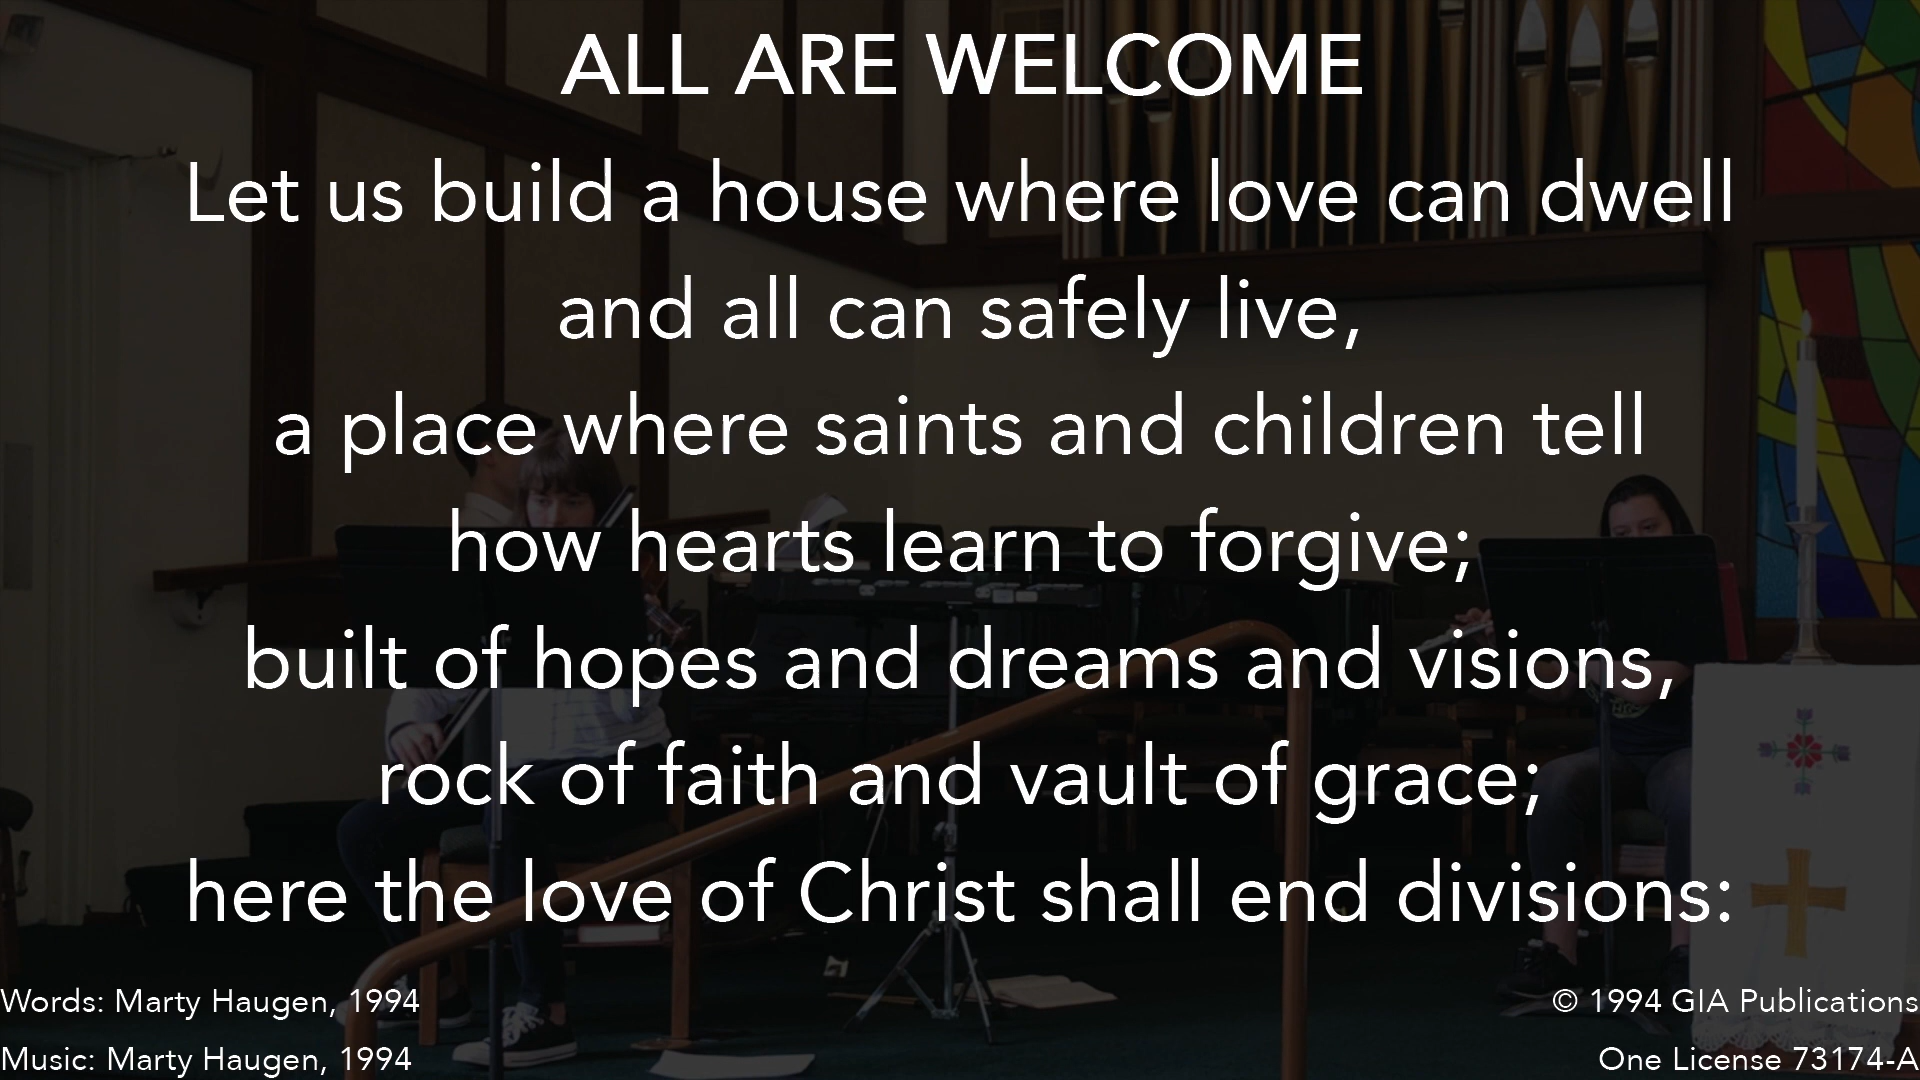 ALL ARE WELCOME
Let us build a house where love can dwell
and all can safely live,
a place where saints and children tell
how hearts learn to forgive;
built of hopes and dreams and visions,
rock of faith and vault of grace;
here the love of Christ shall end divisions:
Words: Marty Haugen, 1994
© 1994 GIA Publications
Music: Marty Haugen, 1994
One License 73174-A